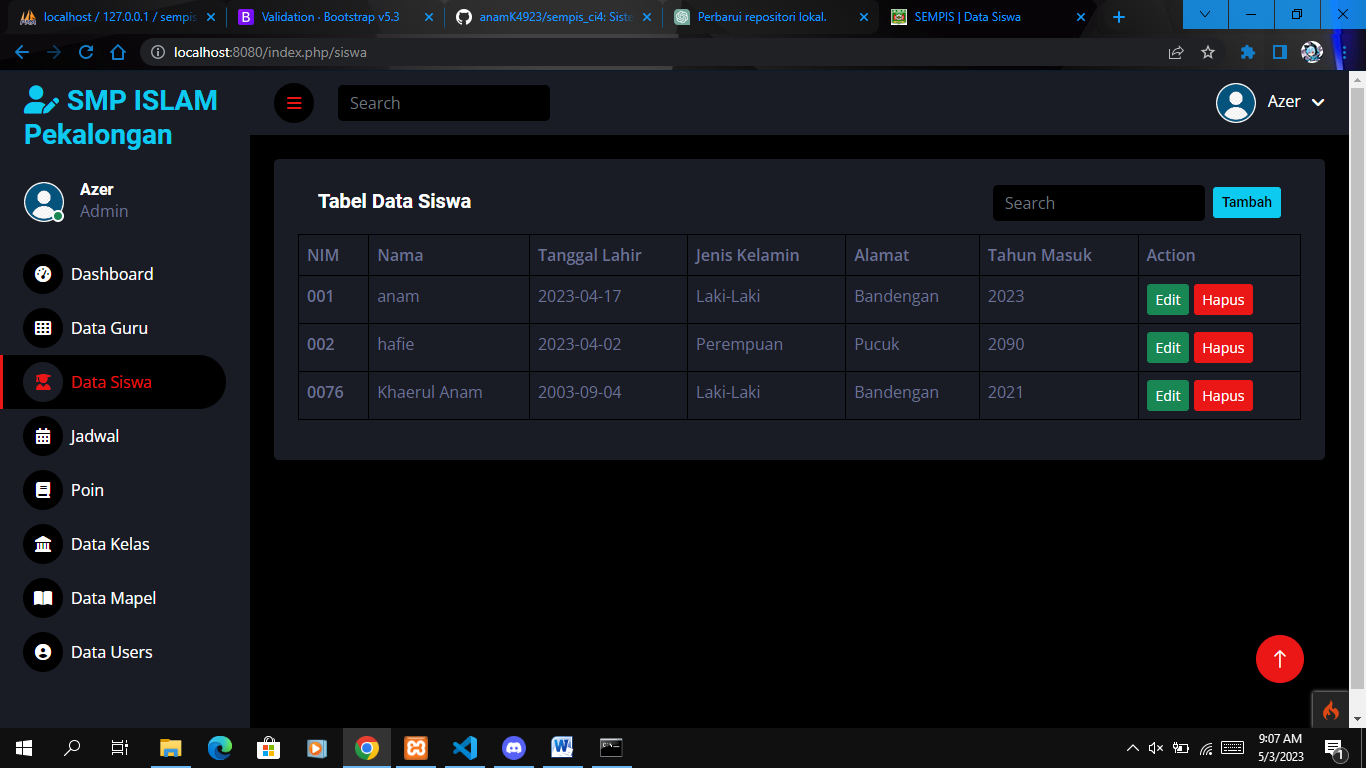 localhost / 127.0.0.1 / sempis
Validation · Bootstrap v5.3
anamK4923/sempis_ci4: Siste
Perbarui repositori lokal.
SEMPIS | Data Siswa
localhost:8080/index.php/siswa
SMP ISLAM
Pekalongan
Search
Azer
Azer
Admin
Dashboard
Data Guru
Data Siswa
Jadwal
Poin
Data Kelas
Data Mapel
Data Users
Tabel Data Siswa
Search
Tambah
NIM Nama Tanggal Lahir Jenis Kelamin Alamat Tahun Masuk Action
001 anam 2023-04-17 Laki-Laki Bandengan 2023 Edit Hapus
002 hafie 2023-04-02 Perempuan Pucuk 2090 Edit Hapus
0076 Khaerul Anam 2003-09-04 Laki-Laki Bandengan 2021 Edit Hapus
9:07 AM
5/3/2023
1